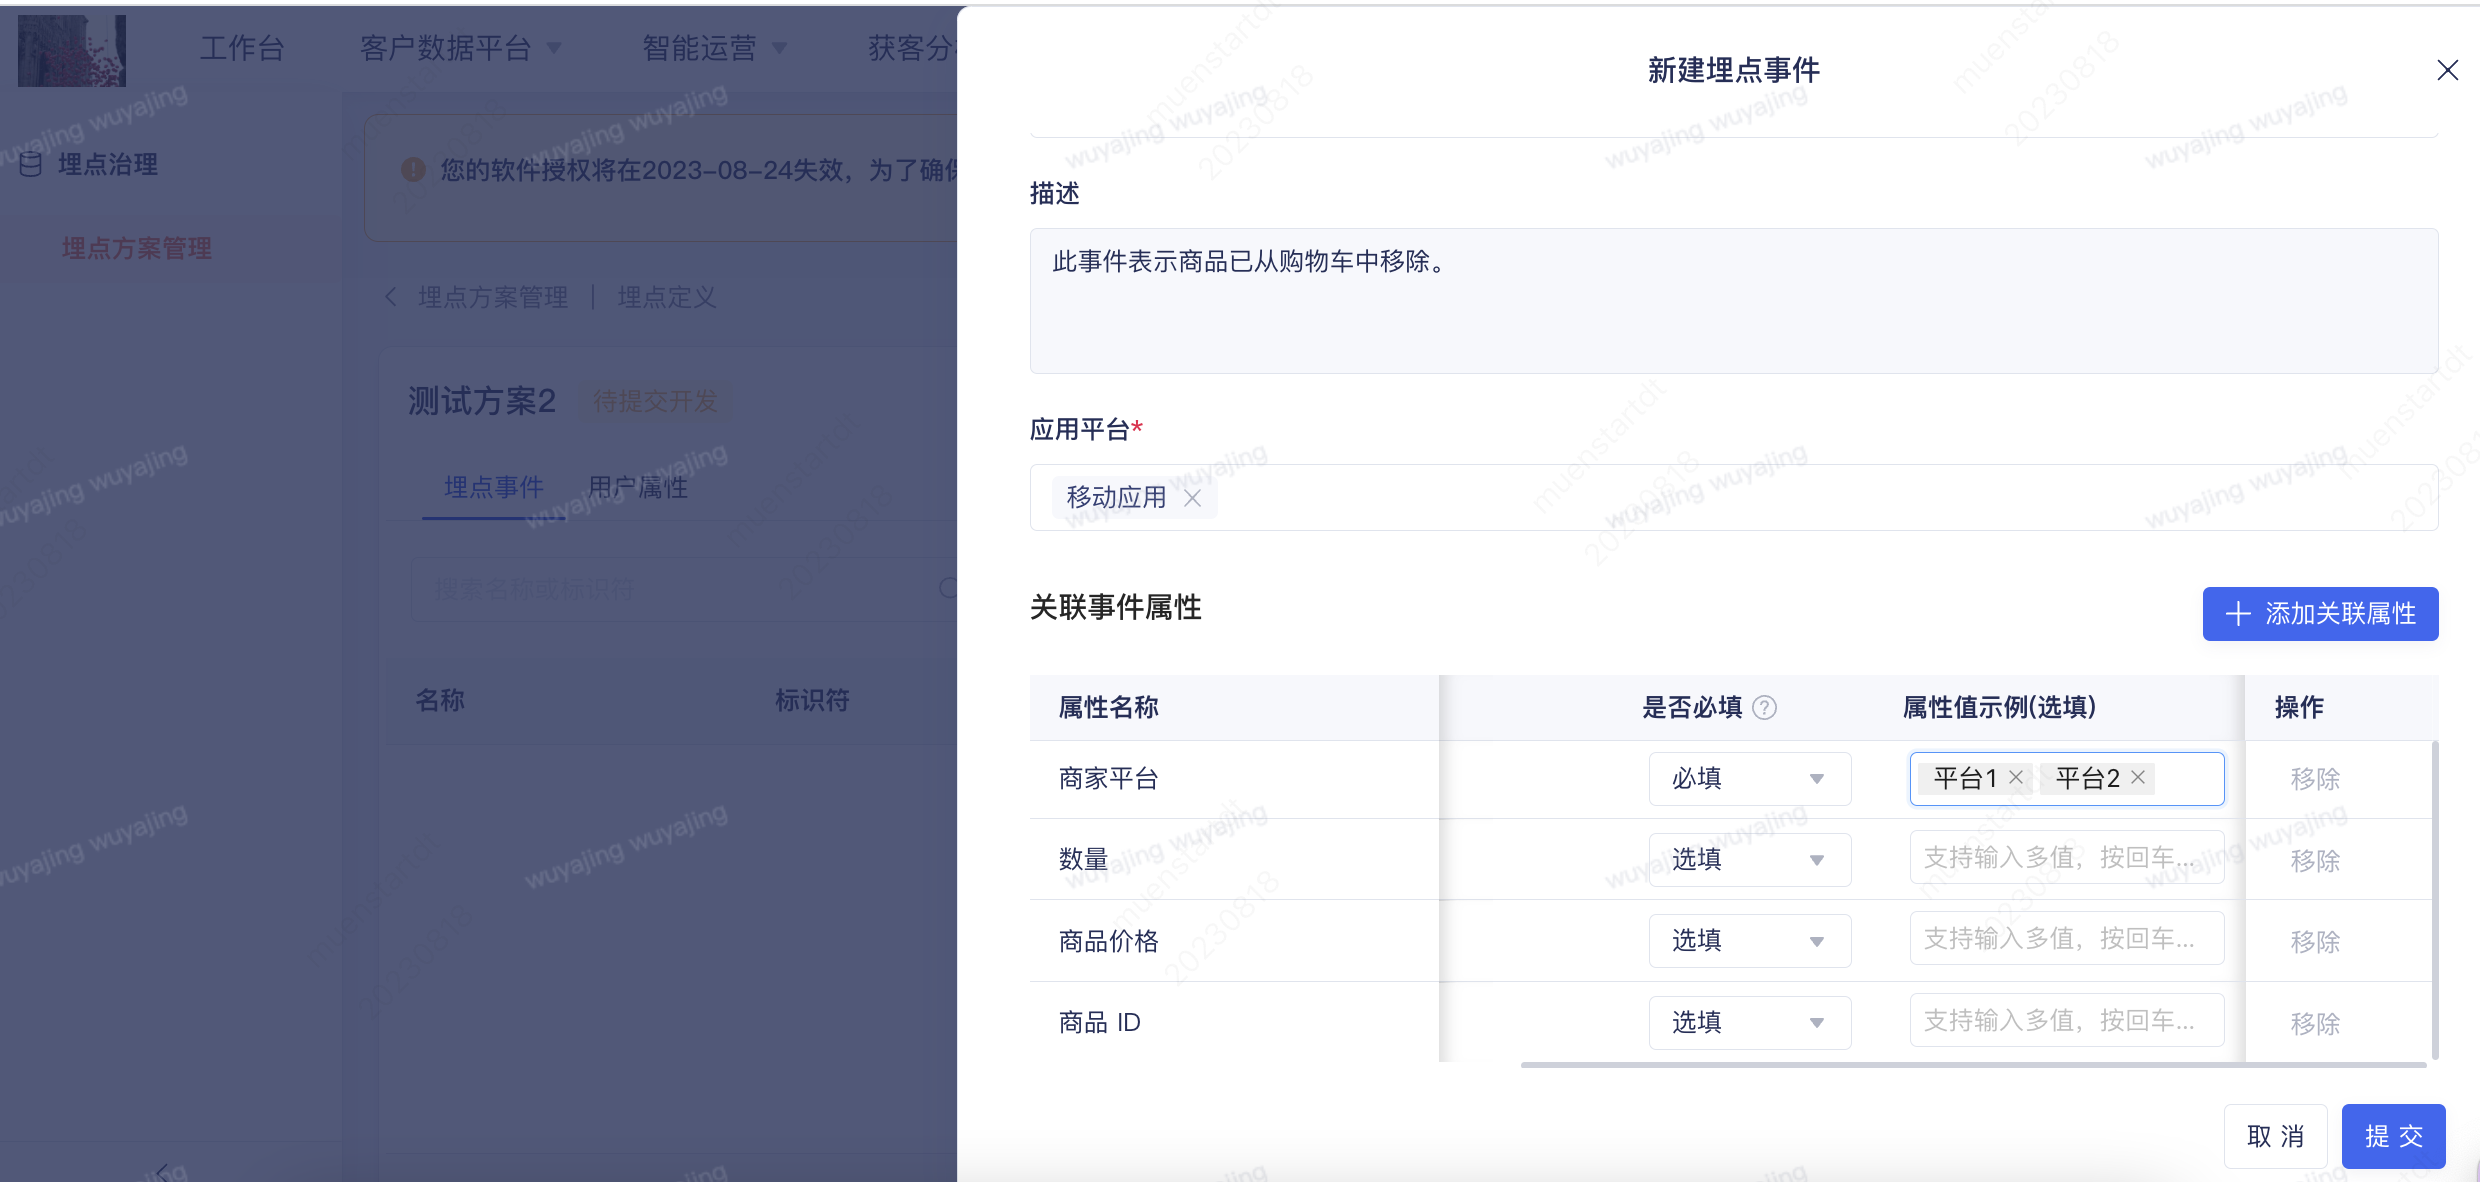 工作台
客户数据平台
智能运营
获客分
埋点治理
埋点方案管理
您的软件授权将在2023-08-24失效，为了确
埋点方案管理 | 埋点定义
测试方案2
待提交开发
埋点事件
用户属性
搜索名称或标识符
名称
标识符
新建埋点事件
描述
此事件表示商品已从购物车中移除。
应用平台*
移动应用
关联事件属性
添加关联属性
属性名称 是否必填 属性值示例(选填) 操作
商家平台 必填 平台1 平台2 移除
数量 选填 支持输入多值，按回车... 移除
商品价格 选填 支持输入多值，按回车... 移除
商品 ID 选填 支持输入多值，按回车... 移除
取 消
提 交
wuyajing wuyajing
muenstartdt
20230818